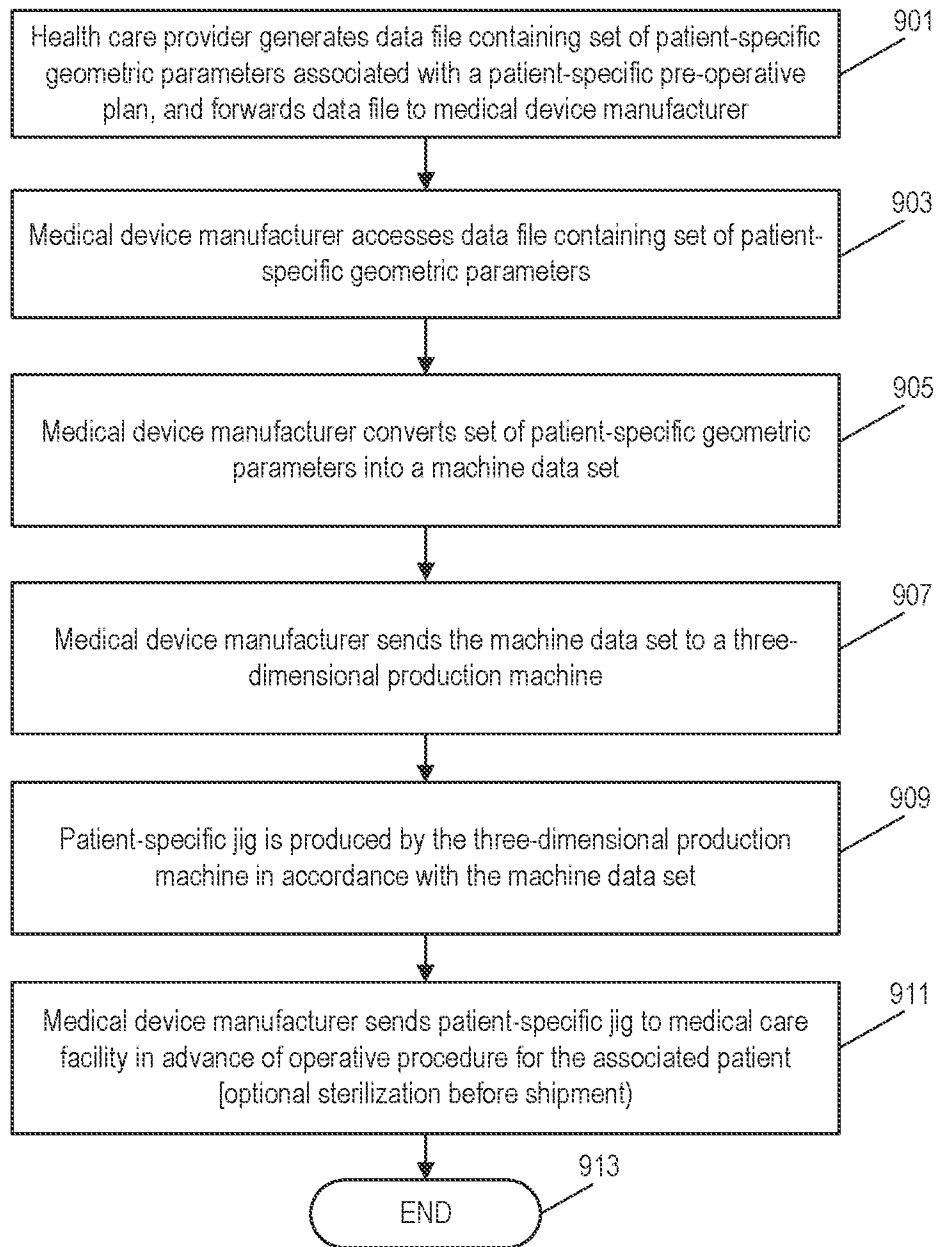 Health care provider generates data file containing set of patient-specific
geometric parameters associated with a patient-specific pre-operative
plan, and forwards data file to medical device manufacturer
901
Medical device manufacturer accesses data file containing set of patient-
specific geometric parameters
903
Medical device manufacturer converts set of patient-specific geometric
parameters into a machine data set
905
Medical device manufacturer sends the machine data set to a three-
dimensional production machine
907
Patient-specific jig is produced by the three-dimensional production
machine in accordance with the machine data set
909
Medical device manufacturer sends patient-specific jig to medical care
facility in advance of operative procedure for the associated patient
[optional sterilization before shipment)
911
END
913